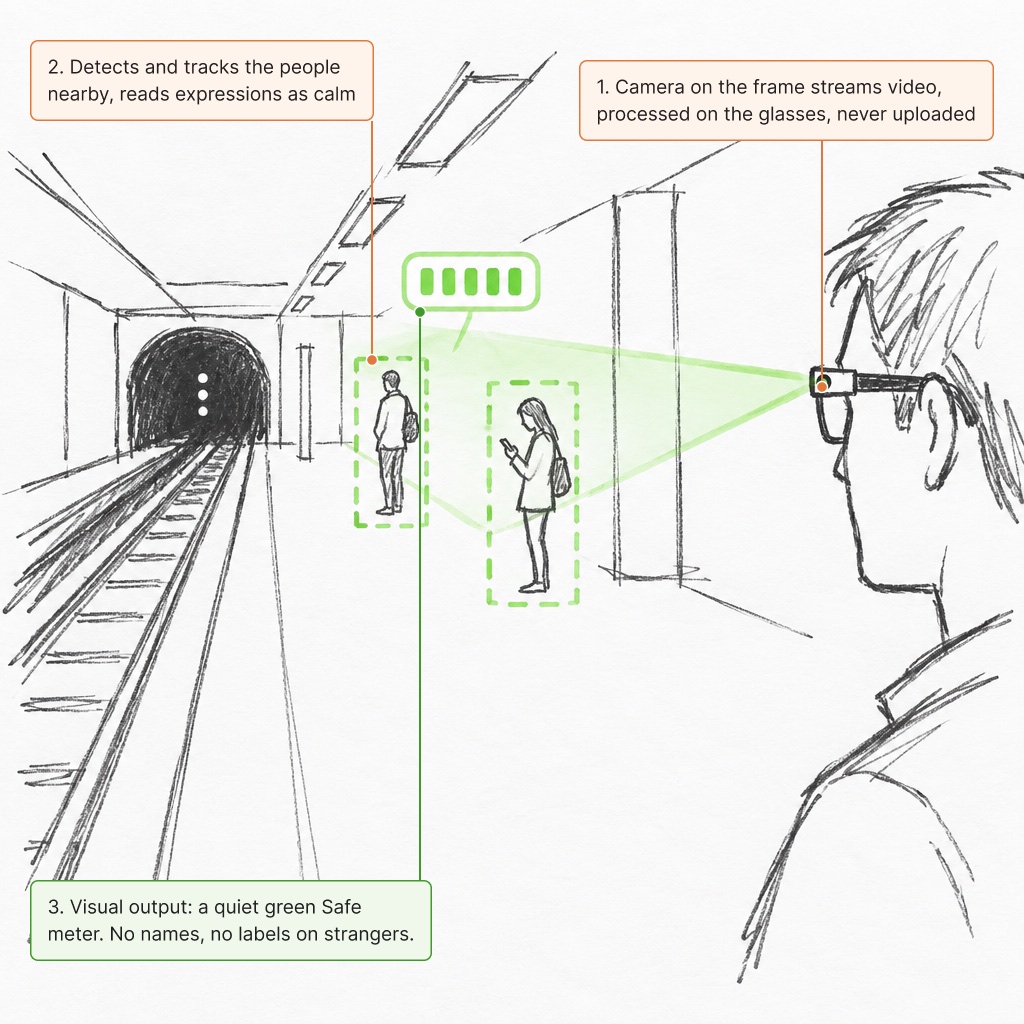 2. Detects and tracks the people
nearby, reads expressions as calm
1. Camera on the frame streams video,
processed on the glasses, never uploaded
3. Visual output: a quiet green Safe
meter. No names, no labels on strangers.